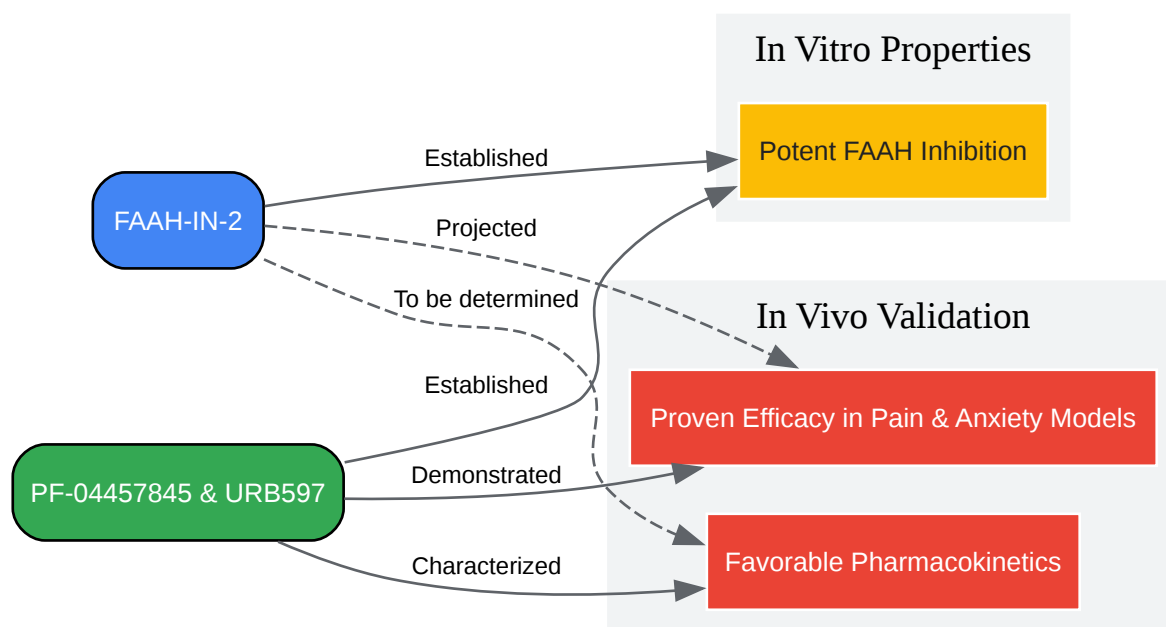 In Vitro Properties
Potent FAAH Inhibition
Established
FAAH-IN-2
Projected
To be determined
In Vivo Validation
Established
Proven Efficacy in Pain & Anxiety Models
Demonstrated
PF-04457845 & URB597
Characterized
Favorable Pharmacokinetics